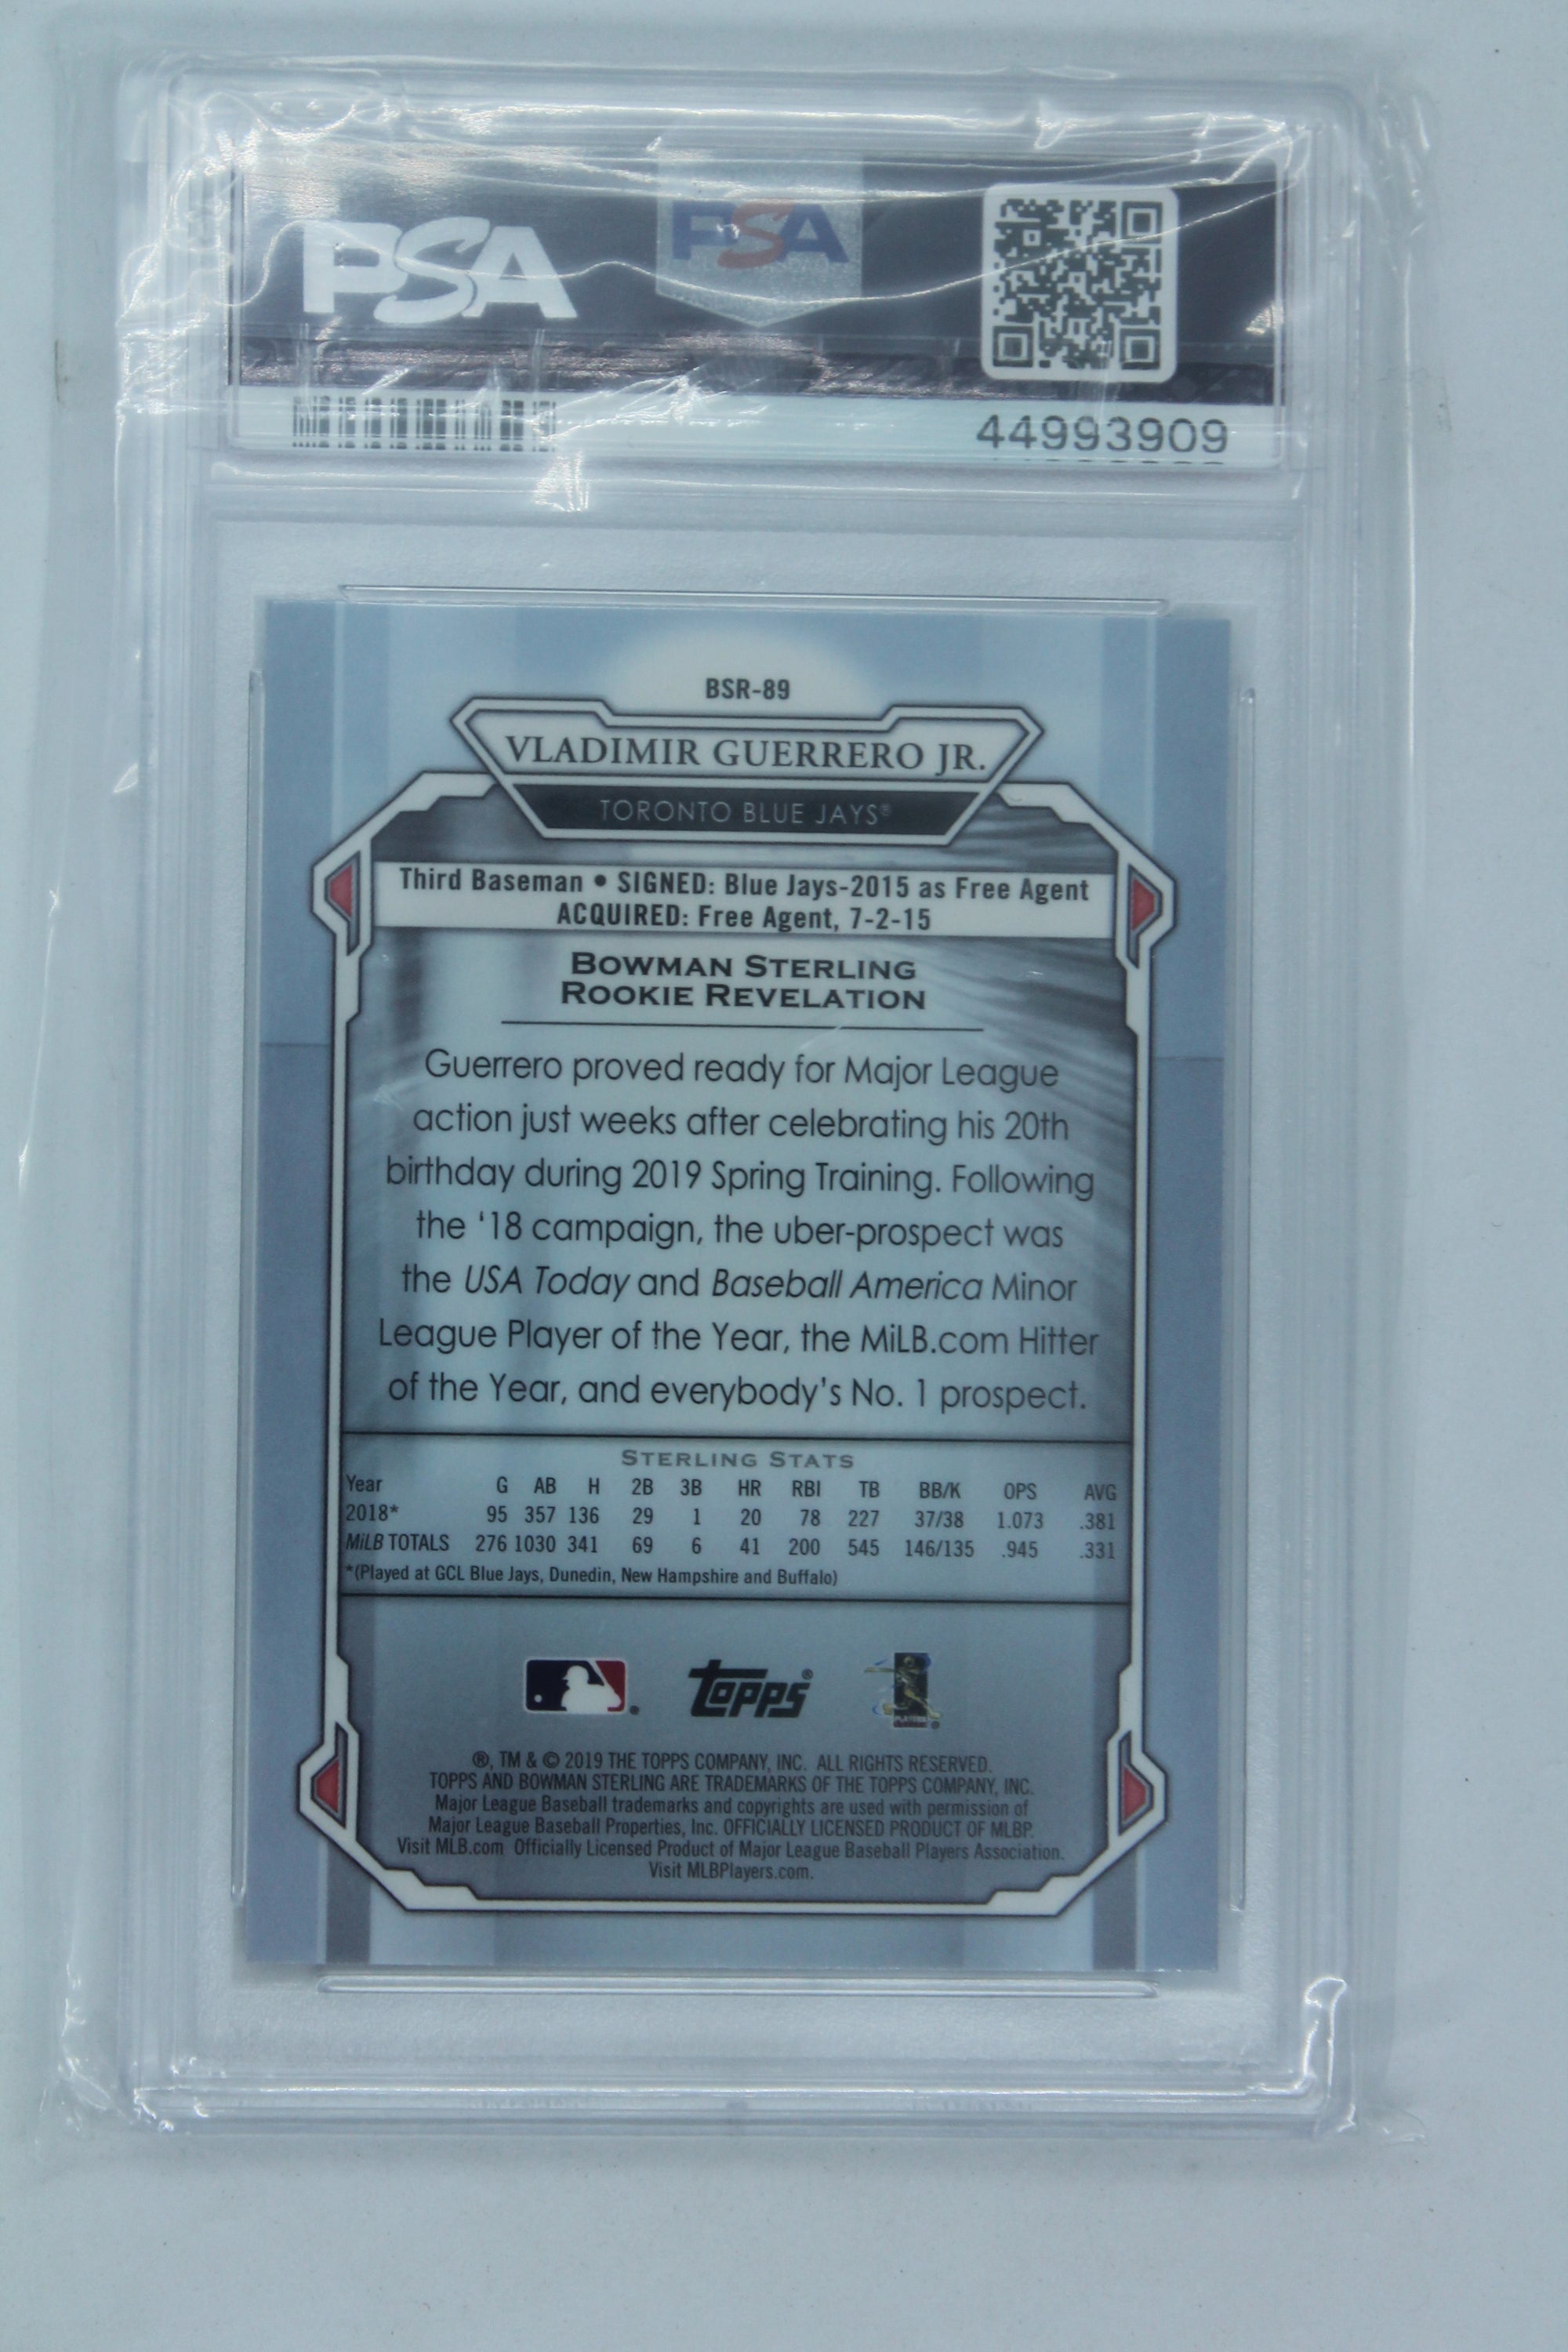 PSA
PSA
44993909
BSR-89
VLADIMIR GUERRERO JR.
TORONTO BLUE JAYS®
Third Baseman • SIGNED: Blue Jays-2015 as Free Agent
ACQUIRED: Free Agent, 7-2-15
BOWMAN STERLING
ROOKIE REVELATION
Guerrero proved ready for Major League
action just weeks after celebrating his 20th
birthday during 2019 Spring Training. Following
the ‘18 campaign, the uber-prospect was
the USA Today and Baseball America Minor
League Player of the Year, the MiLB.com Hitter
of the Year, and everybody’s No. 1 prospect.
STERLING STATS
Year G AB H 2B 3B HR RBI TB BB/K OPS AVG
2018* 95 357 136 29 1 20 78 227 37/38 1.073 .381
MiLB TOTALS 276 1030 341 69 6 41 200 545 146/135 .945 .331
*(Played at GCL Blue Jays, Dunedin, New Hampshire and Buffalo)
topps®
®, TM & © 2019 THE TOPPS COMPANY, INC. ALL RIGHTS RESERVED.
TOPPS AND BOWMAN STERLING ARE TRADEMARKS OF THE TOPPS COMPANY, INC.
Major League Baseball trademarks and copyrights are used with permission of
Major League Baseball Properties, Inc. OFFICIALLY LICENSED PRODUCT OF MLBP.
Visit MLB.com Officially Licensed Product of Major League Baseball Players Association.
Visit MLBPlayers.com.